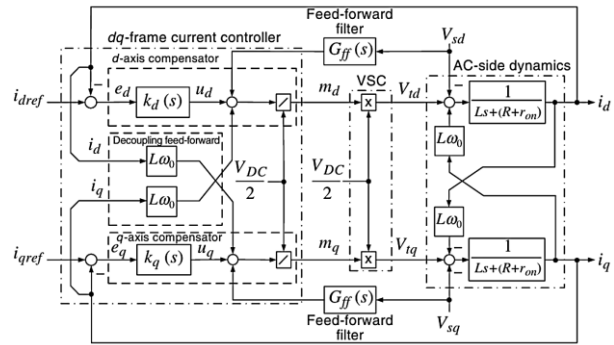 Feed-forward
filter
V_sd
dq-frame current controller
G_ff(s)
d-axis compensator
VSC
AC-side dynamics
i_dref
e_d
k_d(s)
u_d
m_d
x
V_td
1
Ls+(R+r_on)
i_d
Decoupling feed-forward
i_d
Lω_0
V_DC
2
V_DC
2
Lω_0
i_q
Lω_0
Lω_0
q-axis compensator
i_qref
e_q
k_q(s)
u_q
m_q
x
V_tq
1
Ls+(R+r_on)
i_q
G_ff(s)
Feed-forward
filter
V_sq